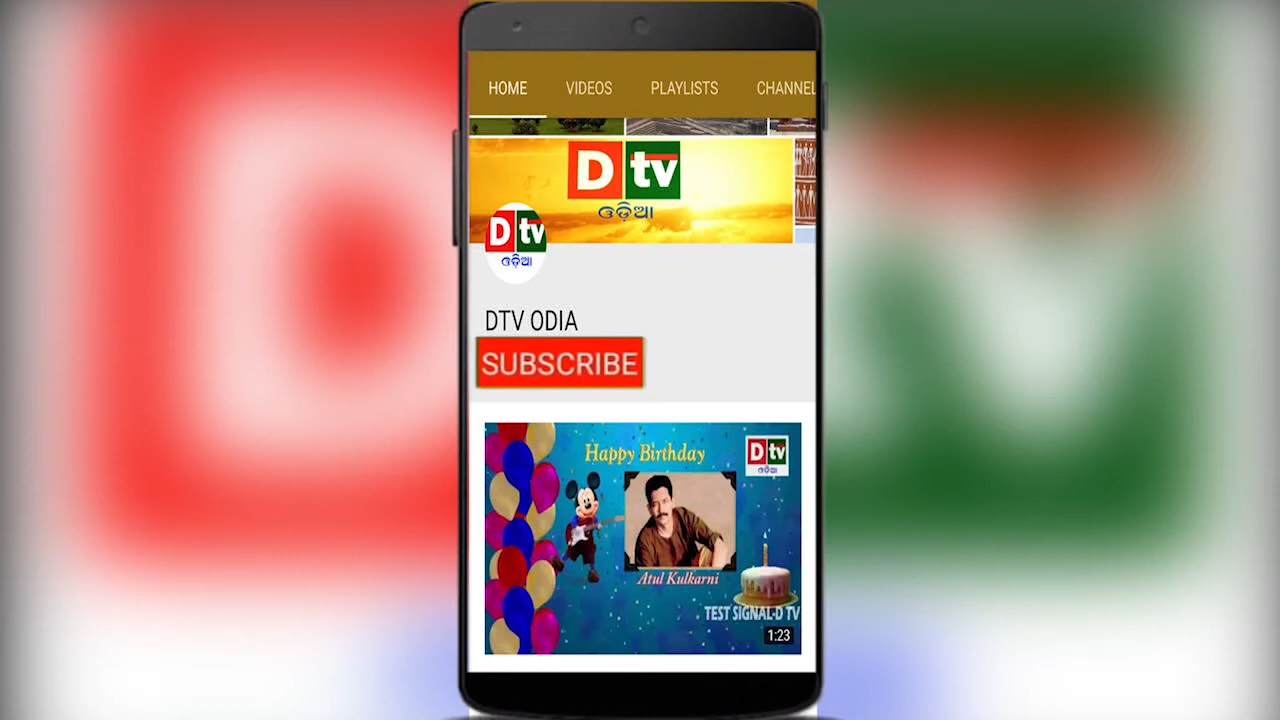 HOME VIDEOS PLAYLISTS CHANNEL
D tv
ଓଡ଼ିଆ
D tv
ଓଡ଼ିଆ
DTV ODIA
SUBSCRIBE
Happy Birthday
D tv
ଓଡ଼ିଆ
Atul Kulkarni
TEST SIGNAL-D TV
1:23